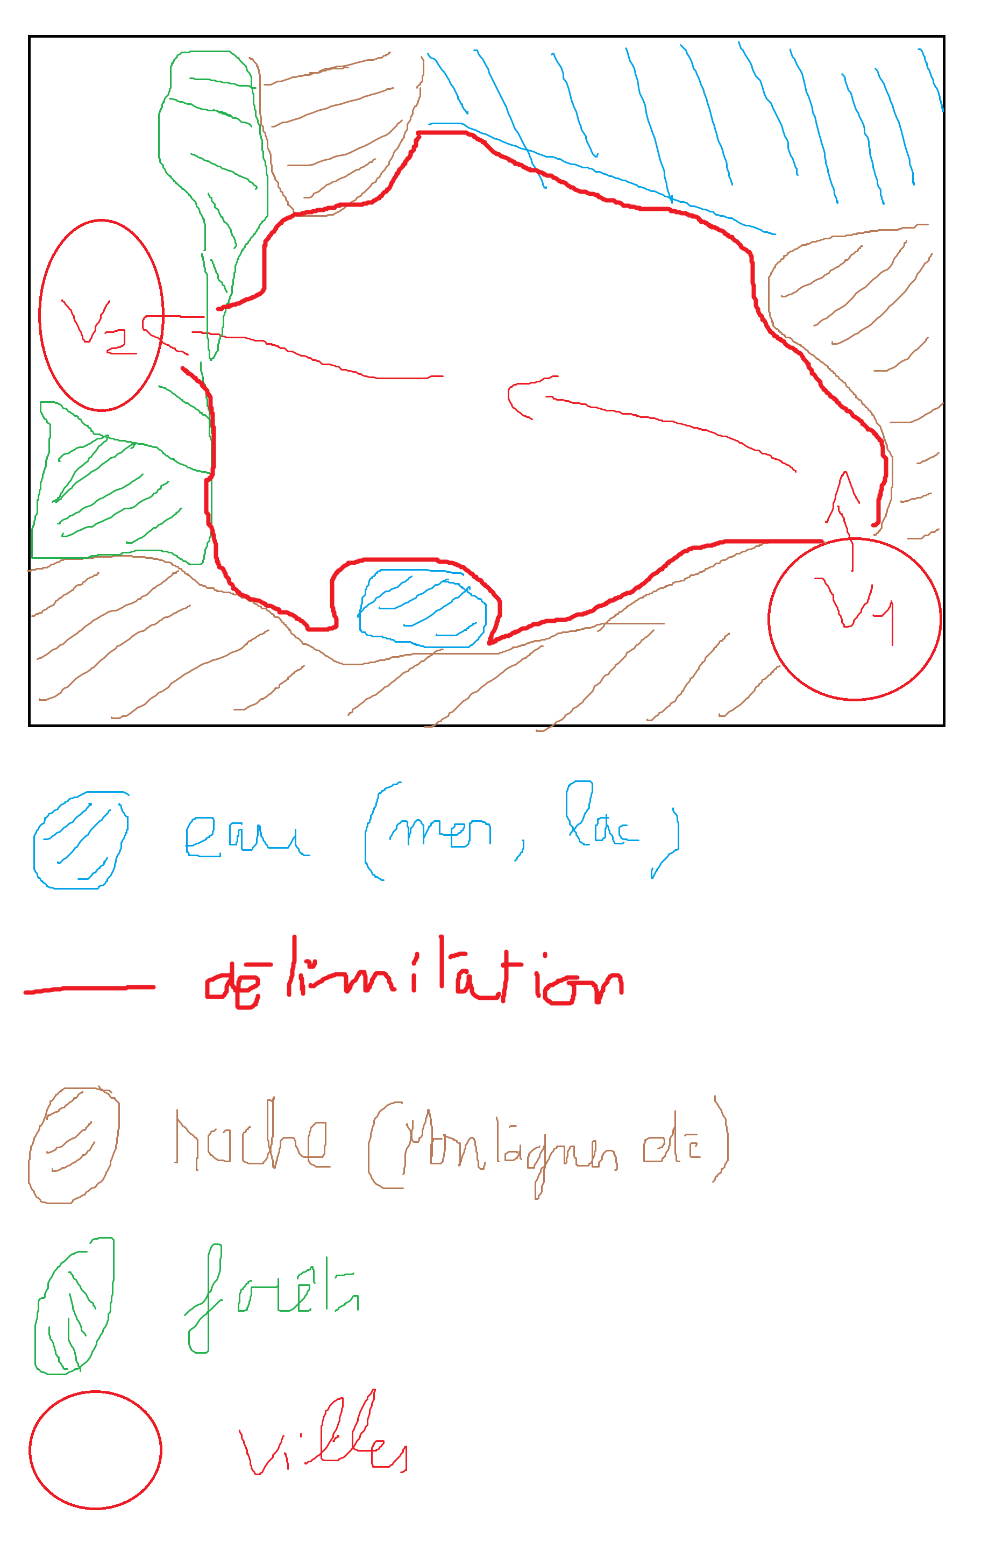 V2
V1
eau (mer, lac)
délimitation
roche (Montagnes etc)
forêts
villes